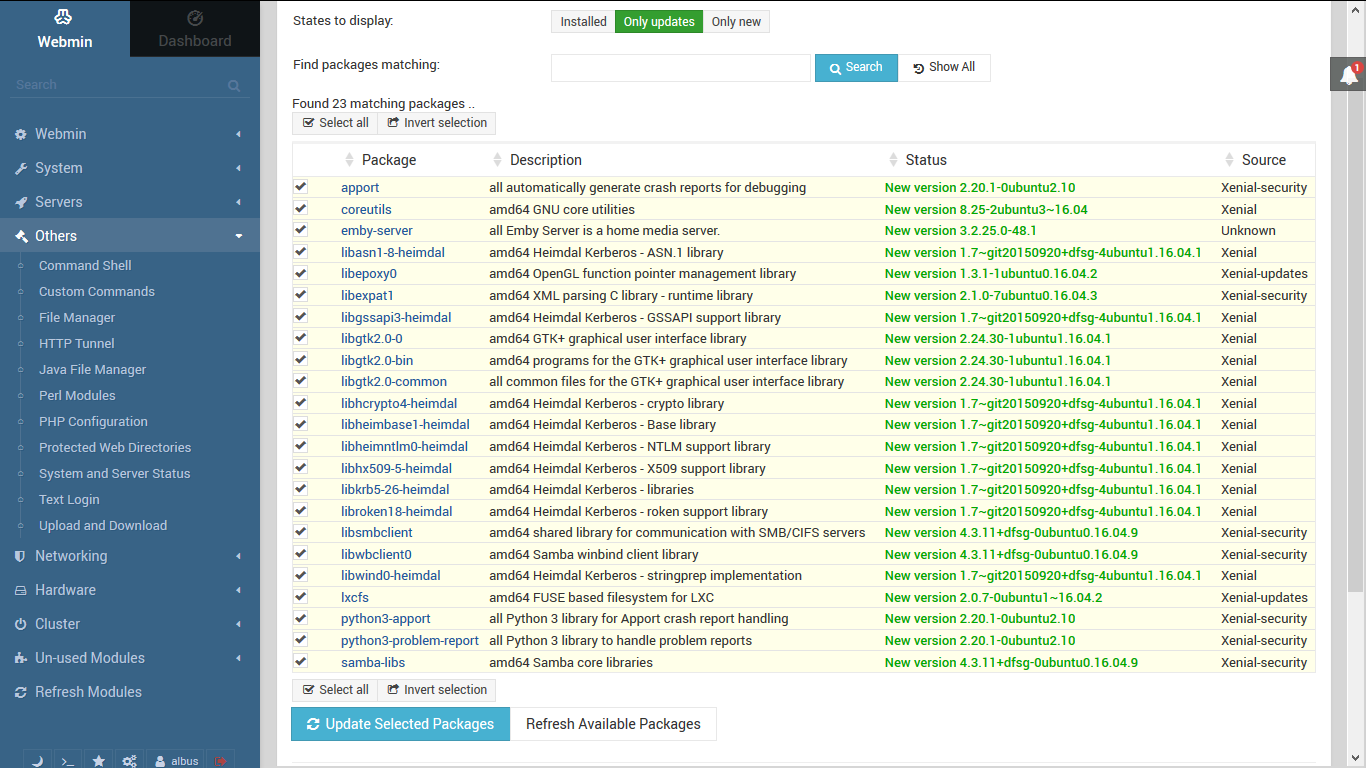 Webmin
Dashboard
Search
Webmin
System
Servers
Others
Command Shell
Custom Commands
File Manager
HTTP Tunnel
Java File Manager
Perl Modules
PHP Configuration
Protected Web Directories
System and Server Status
Text Login
Upload and Download
Networking
Hardware
Cluster
Un-used Modules
Refresh Modules
albus
States to display: Installed Only updates Only new
Find packages matching: Search Show All
1
Found 23 matching packages ..
Select all Invert selection
Package Description Status Source
apport all automatically generate crash reports for debugging New version 2.20.1-0ubuntu2.10 Xenial-security
coreutils amd64 GNU core utilities New version 8.25-2ubuntu3~16.04 Xenial
emby-server all Emby Server is a home media server. New version 3.2.25.0-48.1 Unknown
libasn1-8-heimdal amd64 Heimdal Kerberos - ASN.1 library New version 1.7~git20150920+dfsg-4ubuntu1.16.04.1 Xenial
libepoxy0 amd64 OpenGL function pointer management library New version 1.3.1-1ubuntu0.16.04.2 Xenial-updates
libexpat1 amd64 XML parsing C library - runtime library New version 2.1.0-7ubuntu0.16.04.3 Xenial-security
libgssapi3-heimdal amd64 Heimdal Kerberos - GSSAPI support library New version 1.7~git20150920+dfsg-4ubuntu1.16.04.1 Xenial
libgtk2.0-0 amd64 GTK+ graphical user interface library New version 2.24.30-1ubuntu1.16.04.1 Xenial
libgtk2.0-bin amd64 programs for the GTK+ graphical user interface library New version 2.24.30-1ubuntu1.16.04.1 Xenial
libgtk2.0-common all common files for the GTK+ graphical user interface library New version 2.24.30-1ubuntu1.16.04.1 Xenial
libhcrypto4-heimdal amd64 Heimdal Kerberos - crypto library New version 1.7~git20150920+dfsg-4ubuntu1.16.04.1 Xenial
libheimbase1-heimdal amd64 Heimdal Kerberos - Base library New version 1.7~git20150920+dfsg-4ubuntu1.16.04.1 Xenial
libheimntlm0-heimdal amd64 Heimdal Kerberos - NTLM support library New version 1.7~git20150920+dfsg-4ubuntu1.16.04.1 Xenial
libhx509-5-heimdal amd64 Heimdal Kerberos - X509 support library New version 1.7~git20150920+dfsg-4ubuntu1.16.04.1 Xenial
libkrb5-26-heimdal amd64 Heimdal Kerberos - libraries New version 1.7~git20150920+dfsg-4ubuntu1.16.04.1 Xenial
libroken18-heimdal amd64 Heimdal Kerberos - roken support library New version 1.7~git20150920+dfsg-4ubuntu1.16.04.1 Xenial
libsmbclient amd64 shared library for communication with SMB/CIFS servers New version 4.3.11+dfsg-0ubuntu0.16.04.9 Xenial-security
libwbclient0 amd64 Samba winbind client library New version 4.3.11+dfsg-0ubuntu0.16.04.9 Xenial-security
libwind0-heimdal amd64 Heimdal Kerberos - stringprep implementation New version 1.7~git20150920+dfsg-4ubuntu1.16.04.1 Xenial
lxcfs amd64 FUSE based filesystem for LXC New version 2.0.7-0ubuntu1~16.04.2 Xenial-updates
python3-apport all Python 3 library for Apport crash report handling New version 2.20.1-0ubuntu2.10 Xenial-security
python3-problem-report all Python 3 library to handle problem reports New version 2.20.1-0ubuntu2.10 Xenial-security
samba-libs amd64 Samba core libraries New version 4.3.11+dfsg-0ubuntu0.16.04.9 Xenial-security
Select all Invert selection
Update Selected Packages Refresh Available Packages